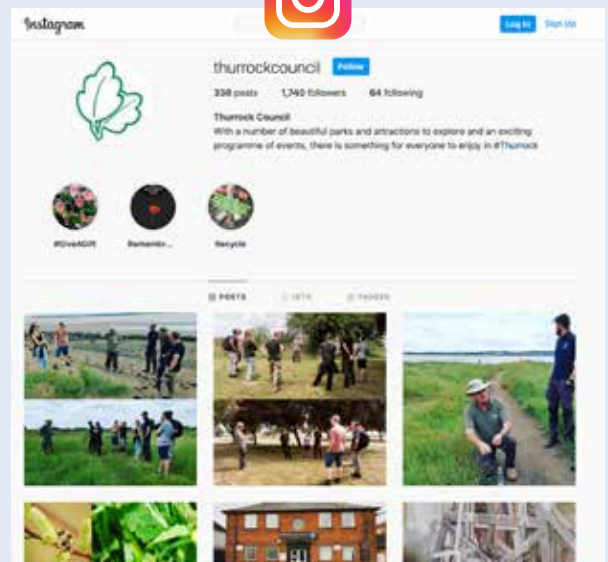 Instagram
Log In Sign Up
thurrockcouncil Follow
338 posts 1,740 followers 64 following
Thurrock Council
With a number of beautiful parks and attractions to explore and an exciting
programme of events, there is something for everyone to enjoy in #Thurrock
#GiveAGift Remembr... Recycle
POSTS IGTV TAGGED